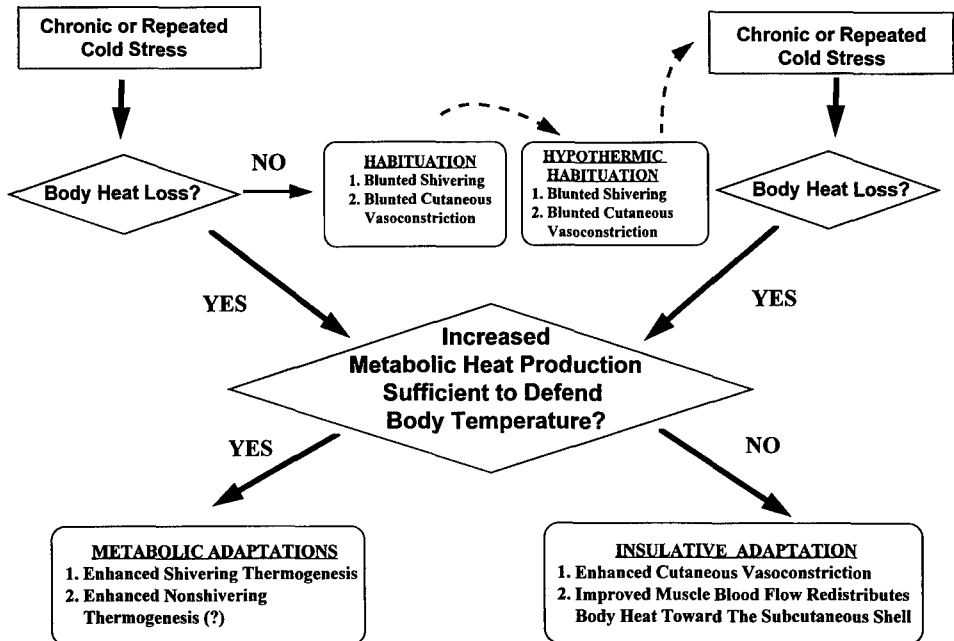 Chronic or Repeated
Cold Stress
Body Heat Loss?
NO
HABITUATION
1. Blunted Shivering
2. Blunted Cutaneous
Vasoconstriction
HYPOTHERMIC
HABITUATION
1. Blunted Shivering
2. Blunted Cutaneous
Vasoconstriction
Chronic or Repeated
Cold Stress
Body Heat Loss?
YES
YES
Increased
Metabolic Heat Production
Sufficient to Defend
Body Temperature?
YES
NO
METABOLIC ADAPTATIONS
1. Enhanced Shivering Thermogenesis
2. Enhanced Nonshivering
Thermogenesis (?)
INSULATIVE ADAPTATION
1. Enhanced Cutaneous Vasoconstriction
2. Improved Muscle Blood Flow Redistributes
Body Heat Toward The Subcutaneous Shell